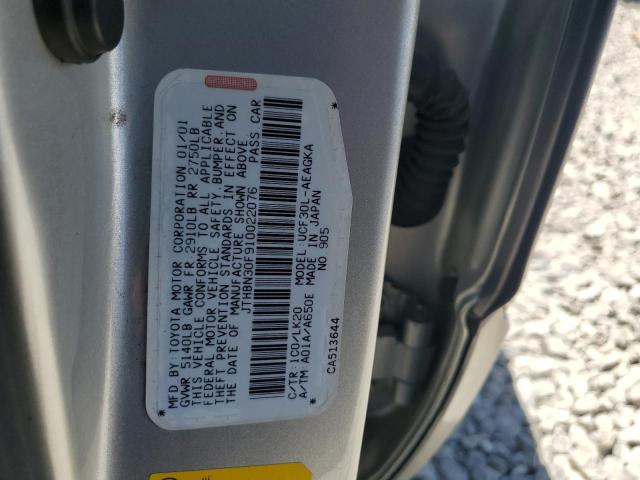 MFD.BY: TOYOTA MOTOR CORPORATION 01/01
GVWR 5140LB GAWR FR 2910LB RR 2750LB
THIS VEHICLE CONFORMS TO ALL APPLICABLE
FEDERAL MOTOR VEHICLE SAFETY, BUMPER, AND
THEFT PREVENTION STANDARDS IN EFFECT ON
THE DATE OF MANUFACTURE SHOWN ABOVE
JTHBN30F910022076 PASS CAR
C/TR: 1C0/LK20 MODEL: UCF30L-AEAGKA
A/TM: A01A/A650E MADE IN JAPAN
NO 905
CA513644